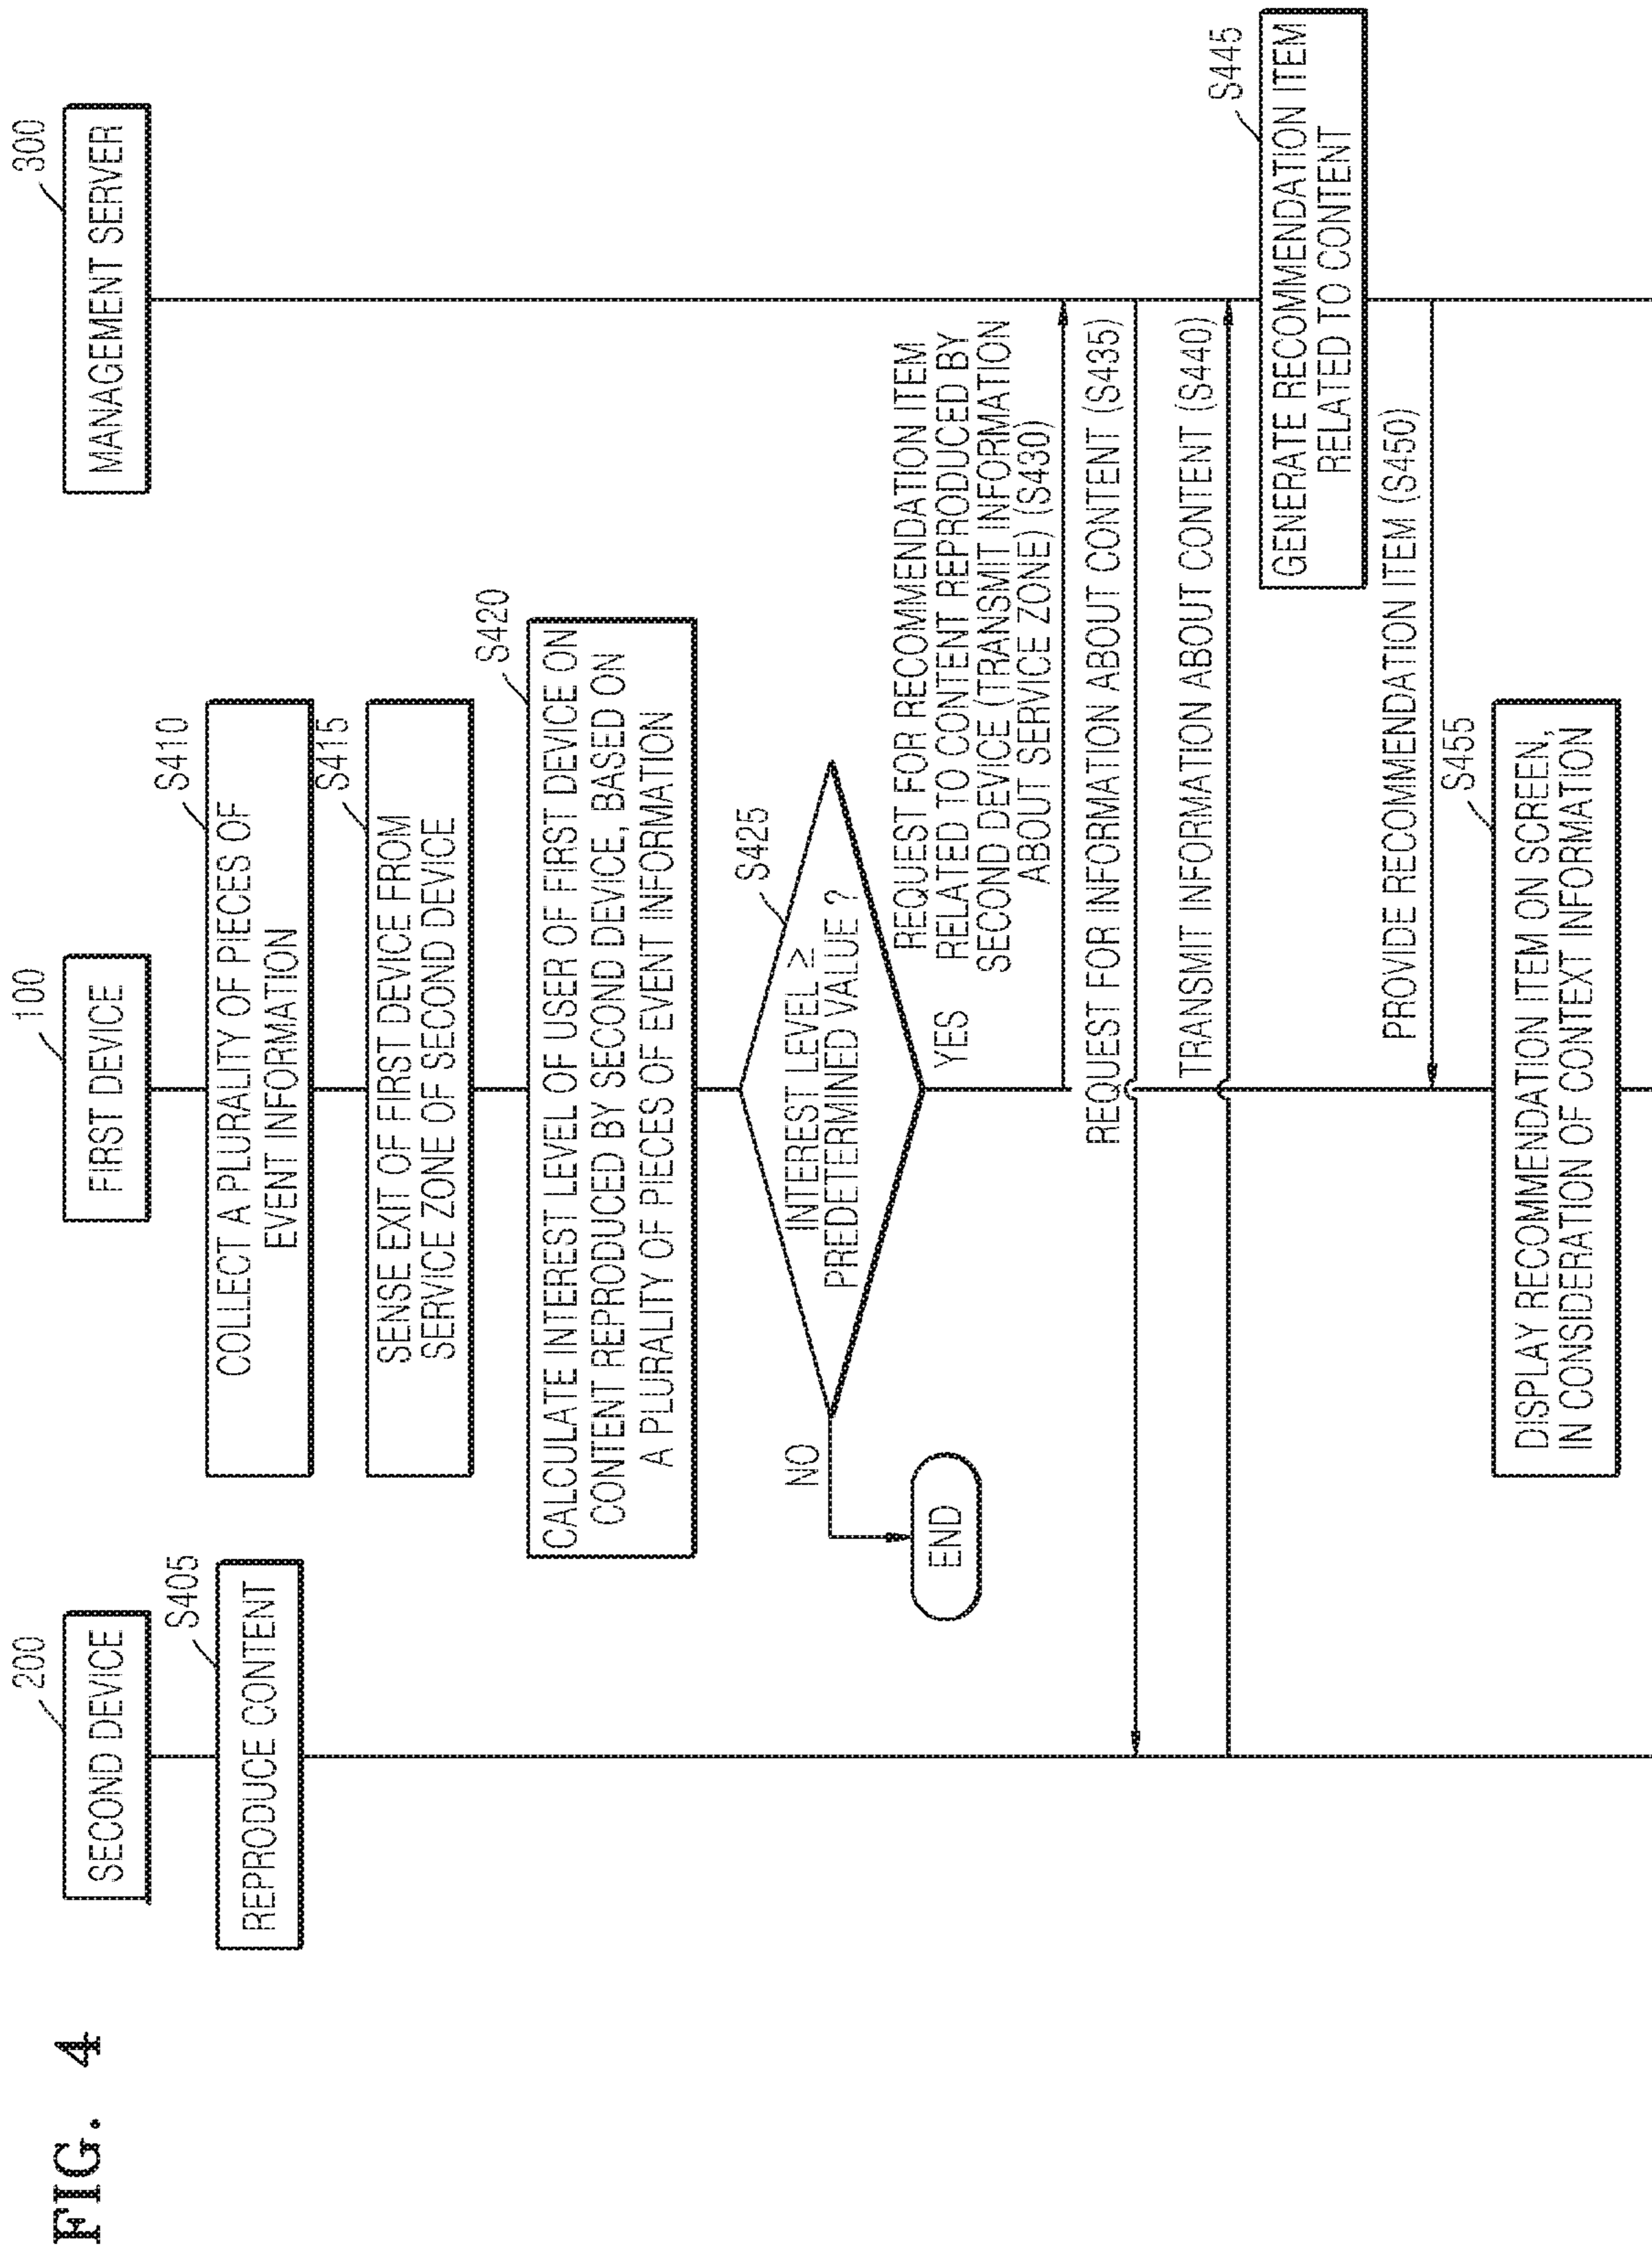 FIG. 4
200
SECOND DEVICE
100
FIRST DEVICE
300
MANAGEMENT SERVER
S405
REPRODUCE CONTENT
S410
COLLECT A PLURALITY OF PIECES OF
EVENT INFORMATION
S415
SENSE EXIT OF FIRST DEVICE FROM
SERVICE ZONE OF SECOND DEVICE
S420
CALCULATE INTEREST LEVEL OF USER OF FIRST DEVICE ON
CONTENT REPRODUCED BY SECOND DEVICE, BASED ON
A PLURALITY OF PIECES OF EVENT INFORMATION
S425
INTEREST LEVEL ≥
PREDETERMINED VALUE ?
NO
END
YES
REQUEST FOR RECOMMENDATION ITEM
RELATED TO CONTENT REPRODUCED BY
SECOND DEVICE (TRANSMIT INFORMATION
ABOUT SERVICE ZONE) (S430)
REQUEST FOR INFORMATION ABOUT CONTENT (S435)
TRANSMIT INFORMATION ABOUT CONTENT (S440)
S445
GENERATE RECOMMENDATION ITEM
RELATED TO CONTENT
PROVIDE RECOMMENDATION ITEM (S450)
S455
DISPLAY RECOMMENDATION ITEM ON SCREEN,
IN CONSIDERATION OF CONTEXT INFORMATION